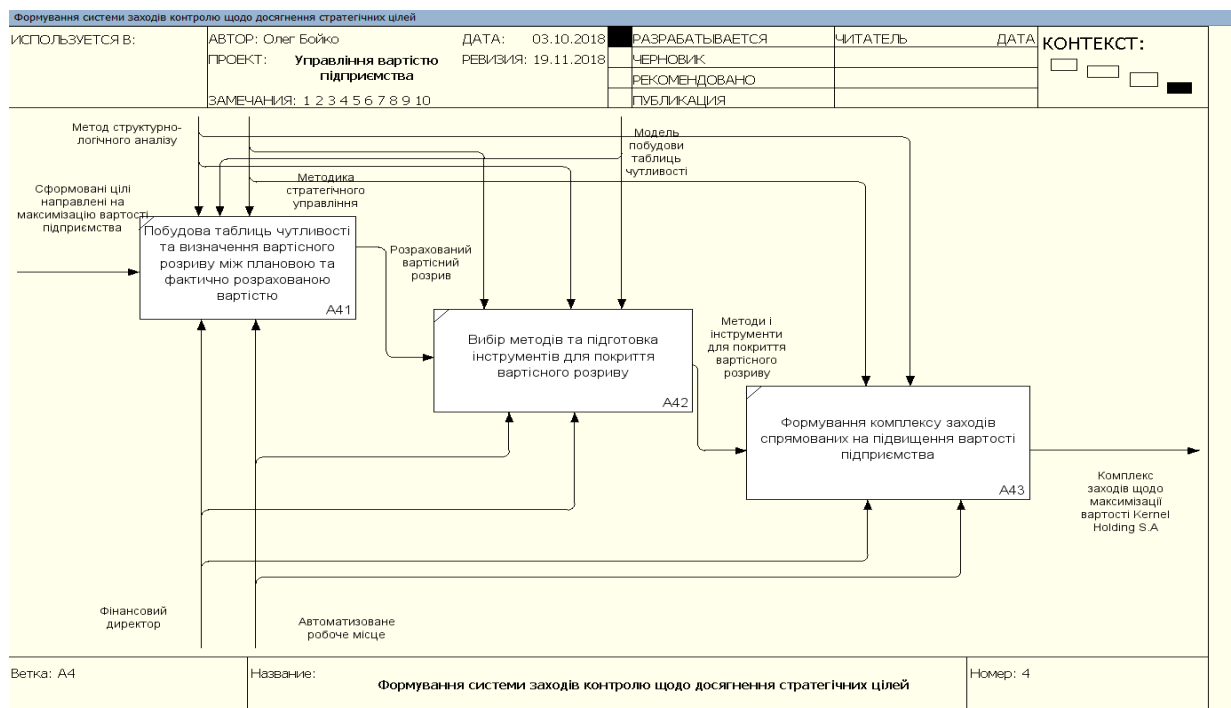 Формування системи заходів контролю щодо досягнення стратегічних цілей
ИСПОЛЬЗУЕТСЯ В:
АВТОР: Олег Бойко
ДАТА: 03.10.2018
ПРОЕКТ: Управління вартістю
підприємства
РЕВИЗИЯ: 19.11.2018
ЗАМЕЧАНИЯ: 1 2 3 4 5 6 7 8 9 10
РАЗРАБАТЫВАЕТСЯ
ЧЕРНОВИК
РЕКОМЕНДОВАНО
ПУБЛИКАЦИЯ
ЧИТАТЕЛЬ
ДАТА
КОНТЕКСТ:
Метод структурно-
логічного аналізу
Модель
побудови
таблиць
чутливості
Методика
стратегічного
управління
Сформовані цілі
направлені на
максимізацію вартості
підприємства
Побудова таблиць чутливості
та визначення вартісного
розриву між плановою та
фактично розрахованою
вартістю
A41
Розрахований
вартісний
розрив
Вибір методів та підготовка
інструментів для покриття
вартісного розриву
A42
Методи і
інструменти
для покриття
вартісного
розриву
Формування комплексу заходів
спрямованих на підвищення вартості
підприємства
A43
Комплекс
заходів щодо
максимізації
вартості Kernel
Holding S.A
Фінансовий
директор
Автоматизоване
робоче місце
Ветка: A4
Название:
Формування системи заходів контролю щодо досягнення стратегічних цілей
Номер: 4